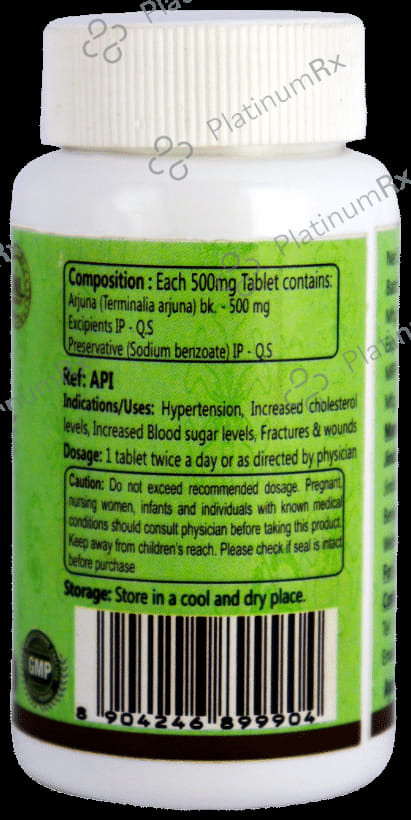 PlatinumRx
Composition : Each 500mg Tablet contains:
Arjuna (Terminalia arjuna) bk. - 500 mg
Excipients IP - Q.S
Preservative (Sodium benzoate) IP - Q.S
Ref: API
Indications/Uses: Hypertension, Increased cholesterol
levels, Increased Blood sugar levels, Fractures & wounds
Dosage: 1 tablet twice a day or as directed by physician
Caution: Do not exceed recommended dosage. Pregnant,
nursing women, infants and individuals with known medical
conditions should consult physician before taking this product.
Keep away from children's reach. Please check if seal is intact
before purchase
Storage: Store in a cool and dry place.
GMP
8 904246 899904